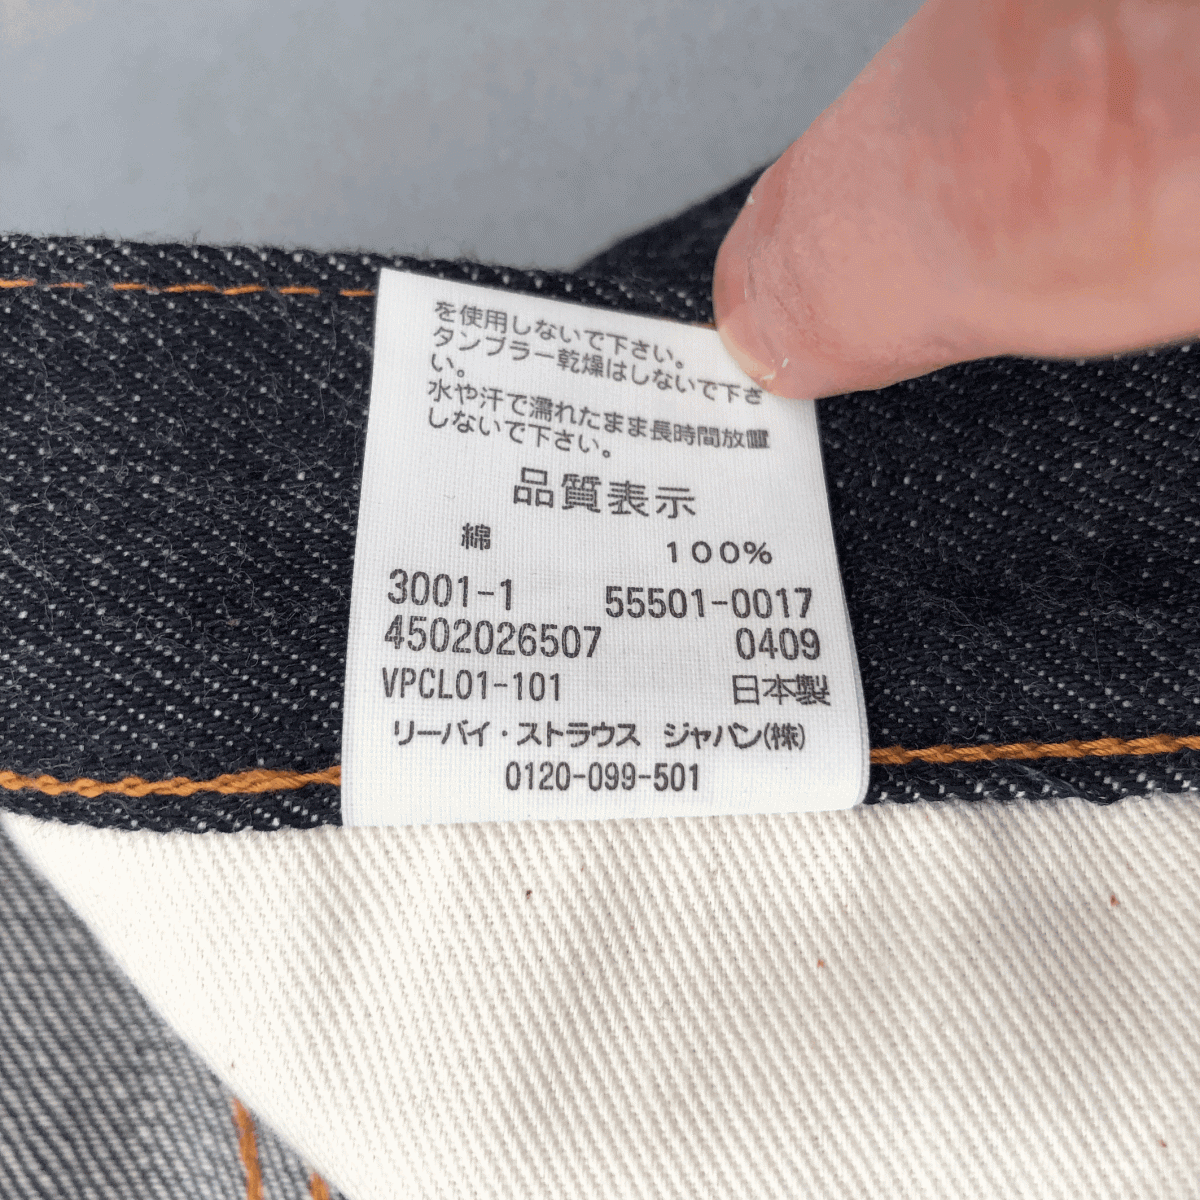 を使用しないで下さい。
タンブラー乾燥はしないで下さ
い。
水や汗で濡れたまま長時間放置
しないで下さい。
品質表示
綿 100%
3001-1 55501-0017
4502026507 0409
VPCL01-101 日本製
リーバイ・ストラウス ジャパン(株)
0120-099-501